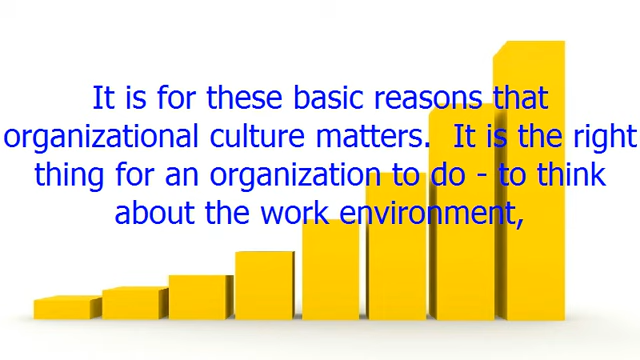 It is for these basic reasons that
organizational culture matters.  It is the right
thing for an organization to do - to think
about the work environment,